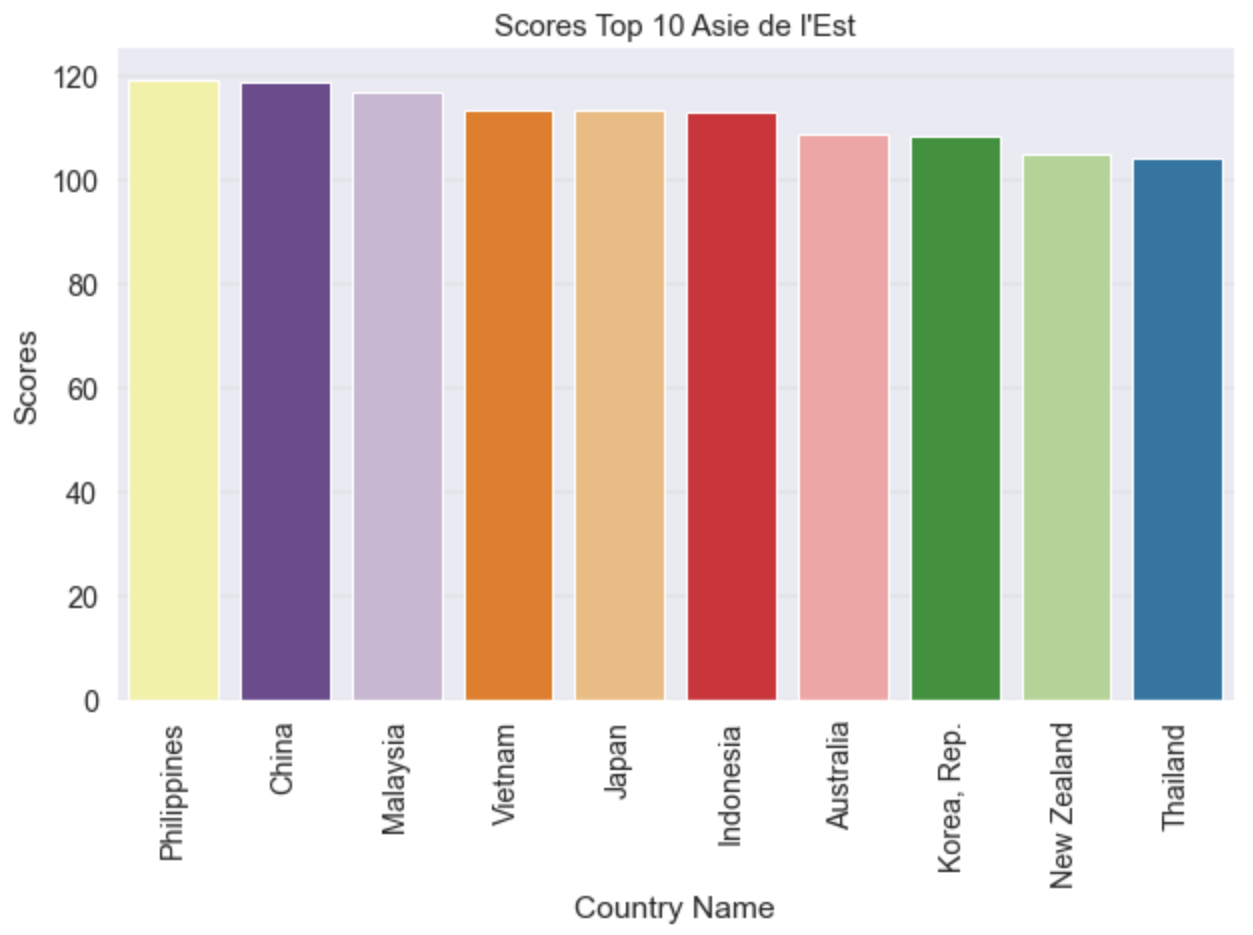 Scores Top 10 Asie de l'Est
Scores
120
100
80
60
40
20
0
Philippines
China
Malaysia
Vietnam
Japan
Indonesia
Australia
Korea, Rep.
New Zealand
Thailand
Country Name